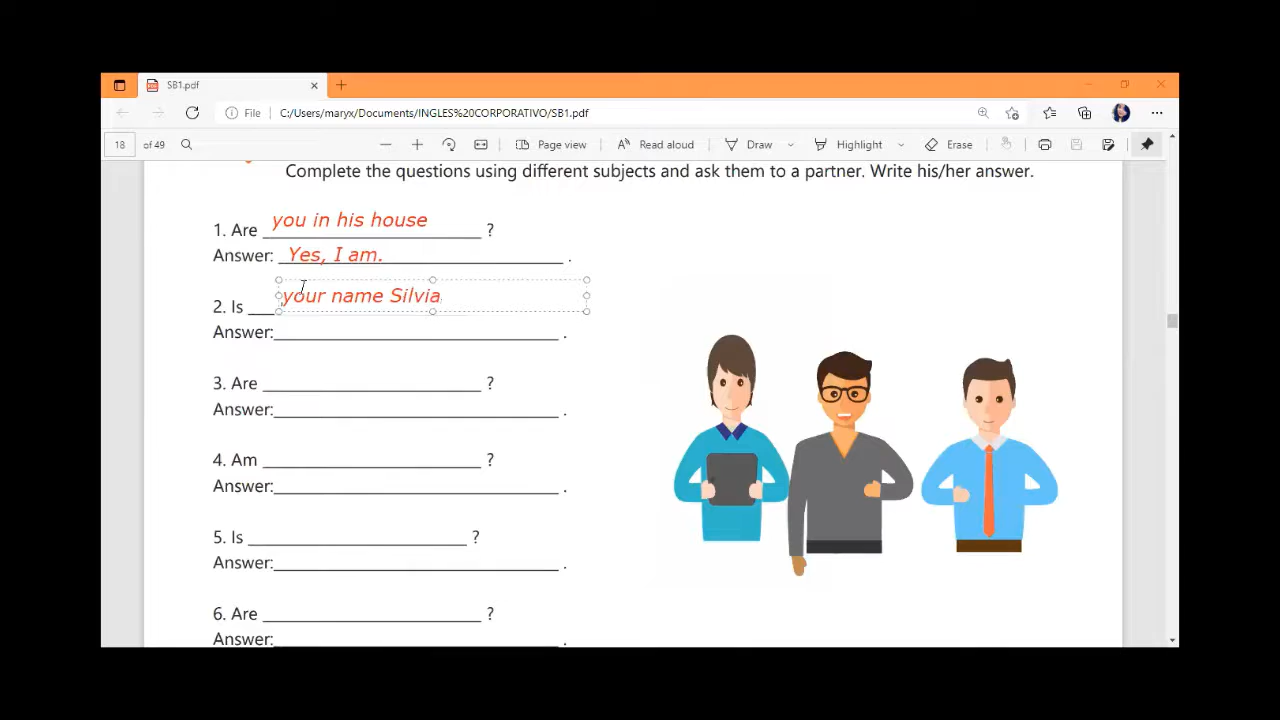 SB1.pdf
File C:/Users/maryx/Documents/INGLES%20CORPORATIVO/SB1.pdf
18 of 49 Page view Read aloud Draw Highlight Erase
Complete the questions using different subjects and ask them to a partner. Write his/her answer.
1. Are you in his house ?
Answer: Yes, I am. .
2. Is your name Silvia
Answer: .
3. Are ?
Answer: .
4. Am ?
Answer: .
5. Is ?
Answer: .
6. Are ?
Answer: .